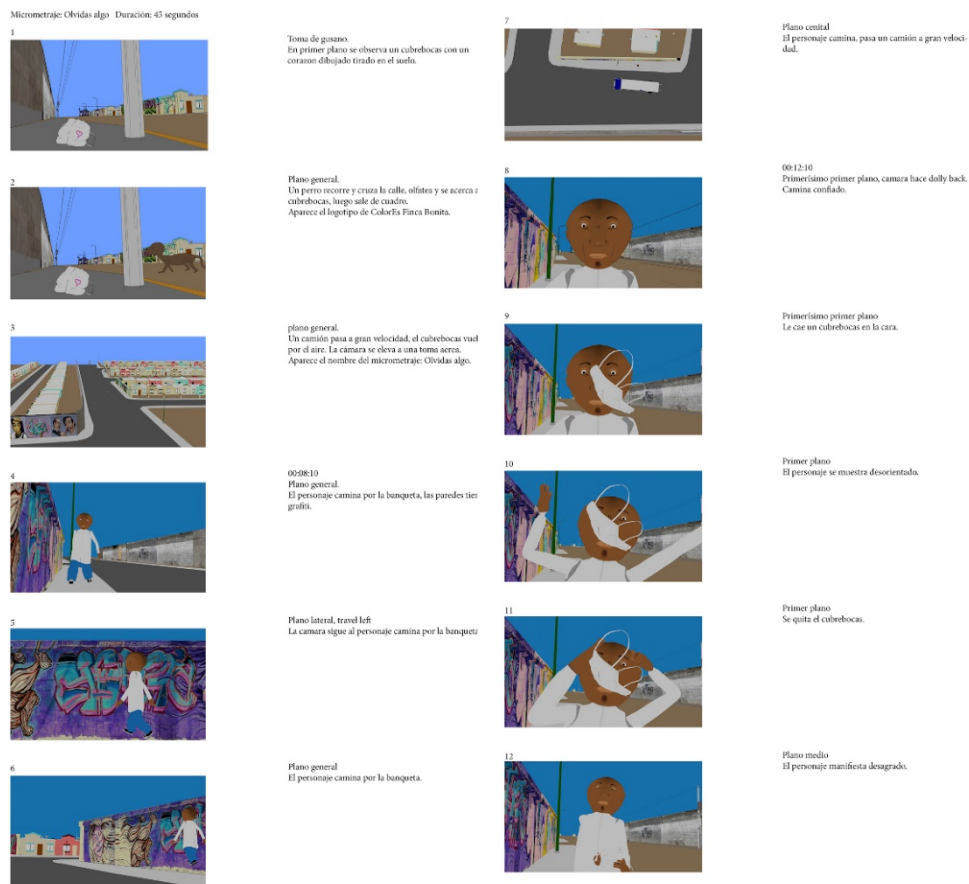 Micrometraje: Olvidas algo Duración: 45 segundos
1
Toma de gusano.
En primer plano se observa un cubrebocas con un
corazon dibujado tirado en el suelo.
2
Plano general.
Un perro recorre y cruza la calle, olfatea y se acerca a
cubrebocas, luego sale de cuadro.
Aparece el logotipo de ColorEs Finca Bonita.
3
plano general.
Un camión pasa a gran velocidad, el cubrebocas vuel
por el aire. La cámara se eleva a una toma aerea.
Aparece el nombre del micrometraje: Olvidas algo.
4
00:08:10
Plano general.
El personaje camina por la banqueta, las paredes tien
grafiti.
5
Plano lateral, travel left
La camara sigue al personaje camina por la banqueta
6
Plano general
El personaje camina por la banqueta.
7
Plano cenital
El personaje camina, pasa un camión a gran veloci-
dad.
8
00:12:10
Primerísimo primer plano, camara hace dolly back.
Camina confiado.
9
Primerísimo primer plano
Le cae un cubrebocas en la cara.
10
Primer plano
El personaje se muestra desorientado.
11
Primer plano
Se quita el cubrebocas.
12
Plano medio
El personaje manifiesta desagrado.